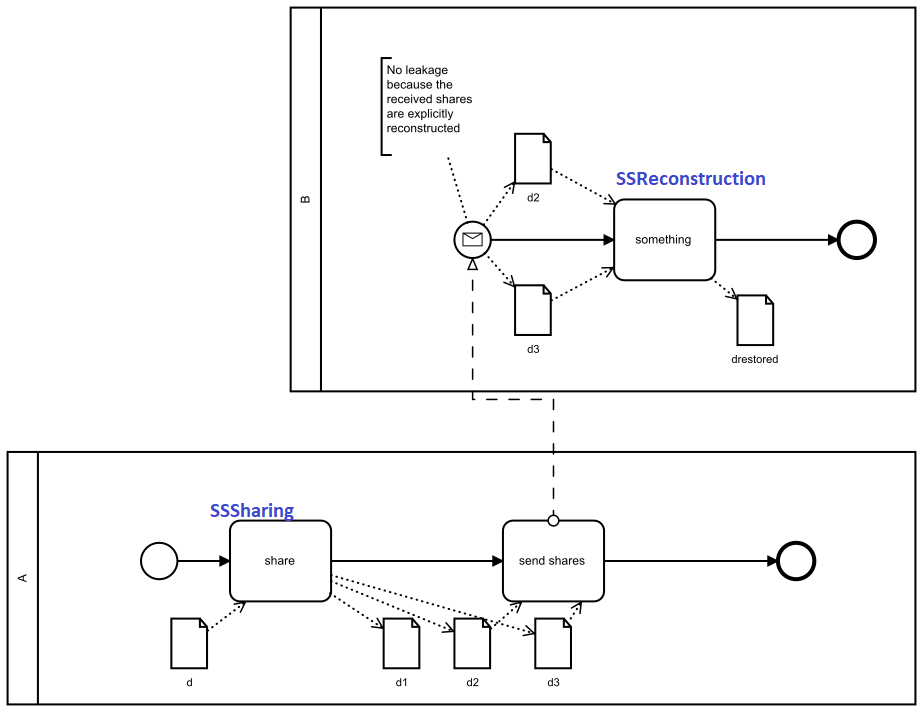 No leakage
because the
received shares
are explicitly
reconstructed
d2
SSReconstruction
B
something
d3
drestored
SSSharing
A
share
send shares
d
d1
d2
d3